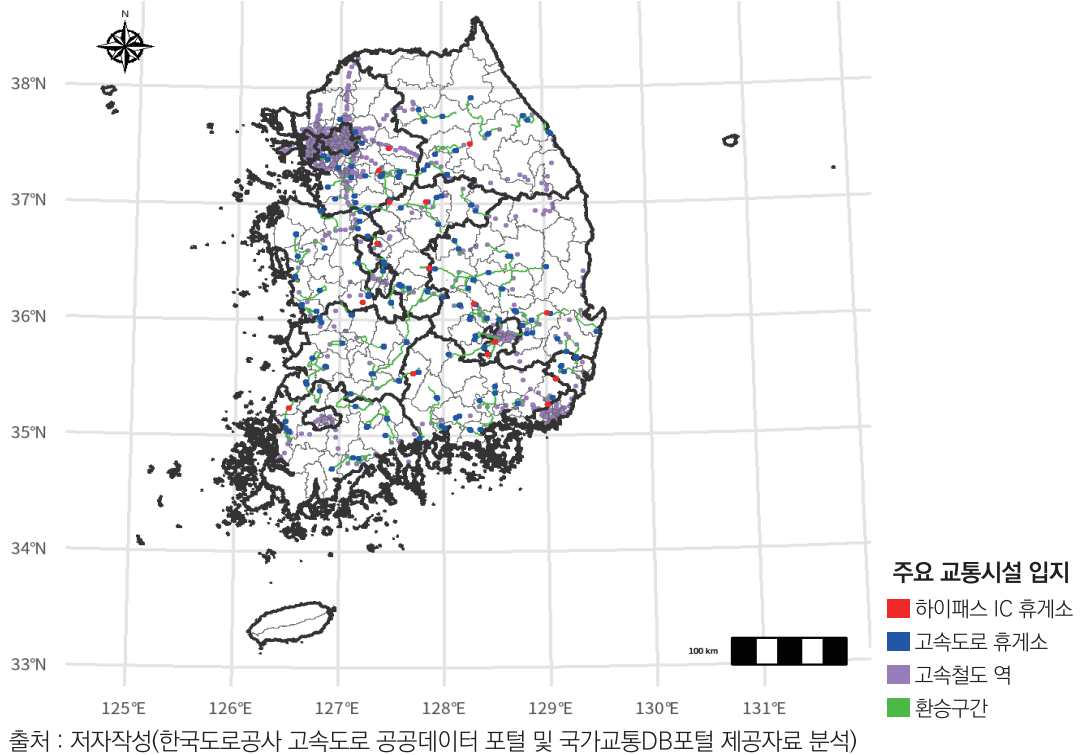 N
38°N
37°N
36°N
35°N
34°N
33°N
125°E 126°E 127°E 128°E 129°E 130°E 131°E
100 km
주요 교통시설 입지
하이패스 IC 휴게소
고속도로 휴게소
고속철도 역
환승구간
출처 : 저자작성(한국도로공사 고속도로 공공데이터 포털 및 국가교통DB포털 제공자료 분석)